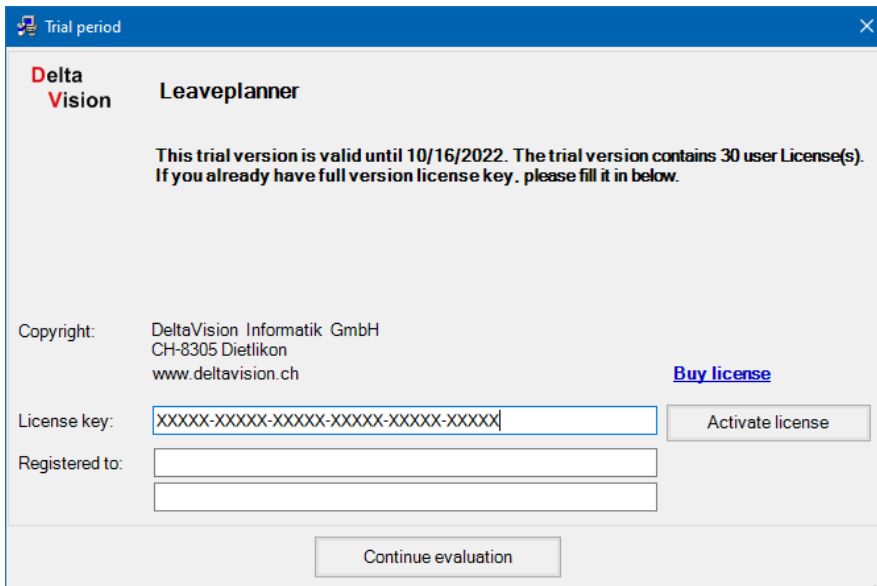 Trial period
Delta
Vision
Leaveplanner
This trial version is valid until 10/16/2022. The trial version contains 30 user License(s).
If you already have full version license key, please fill it in below.
Copyright:
DeltaVision Informatik GmbH
CH-8305 Dietlikon
www.deltavision.ch
Buy license
License key:
XXXXX-XXXXX-XXXXX-XXXXX-XXXXX-XXXXX
Activate license
Registered to:
Continue evaluation